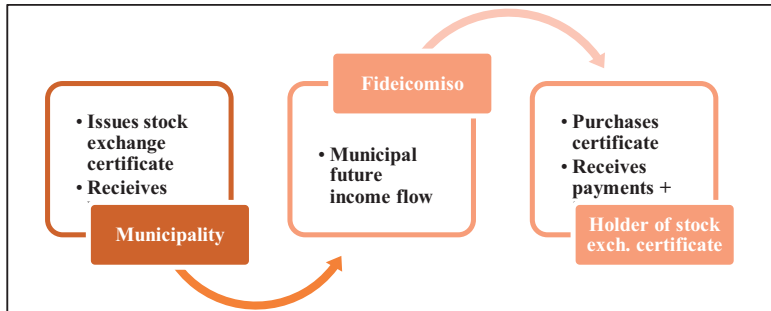 • Issues stock
exchange
certificate
• Recieives
Municipality
Fideicomiso
• Municipal
future
income flow
• Purchases
certificate
• Receives
payments +
Holder of stock
exch. certificate